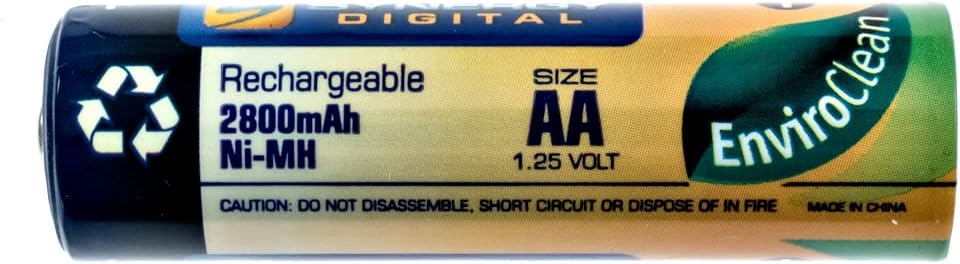 SYNERGY
DIGITAL
Rechargeable
2800mAh
Ni-MH
SIZE
AA
1.25 VOLT
EnviroClean
CAUTION: DO NOT DISASSEMBLE, SHORT CIRCUIT OR DISPOSE OF IN FIRE
MADE IN CHINA